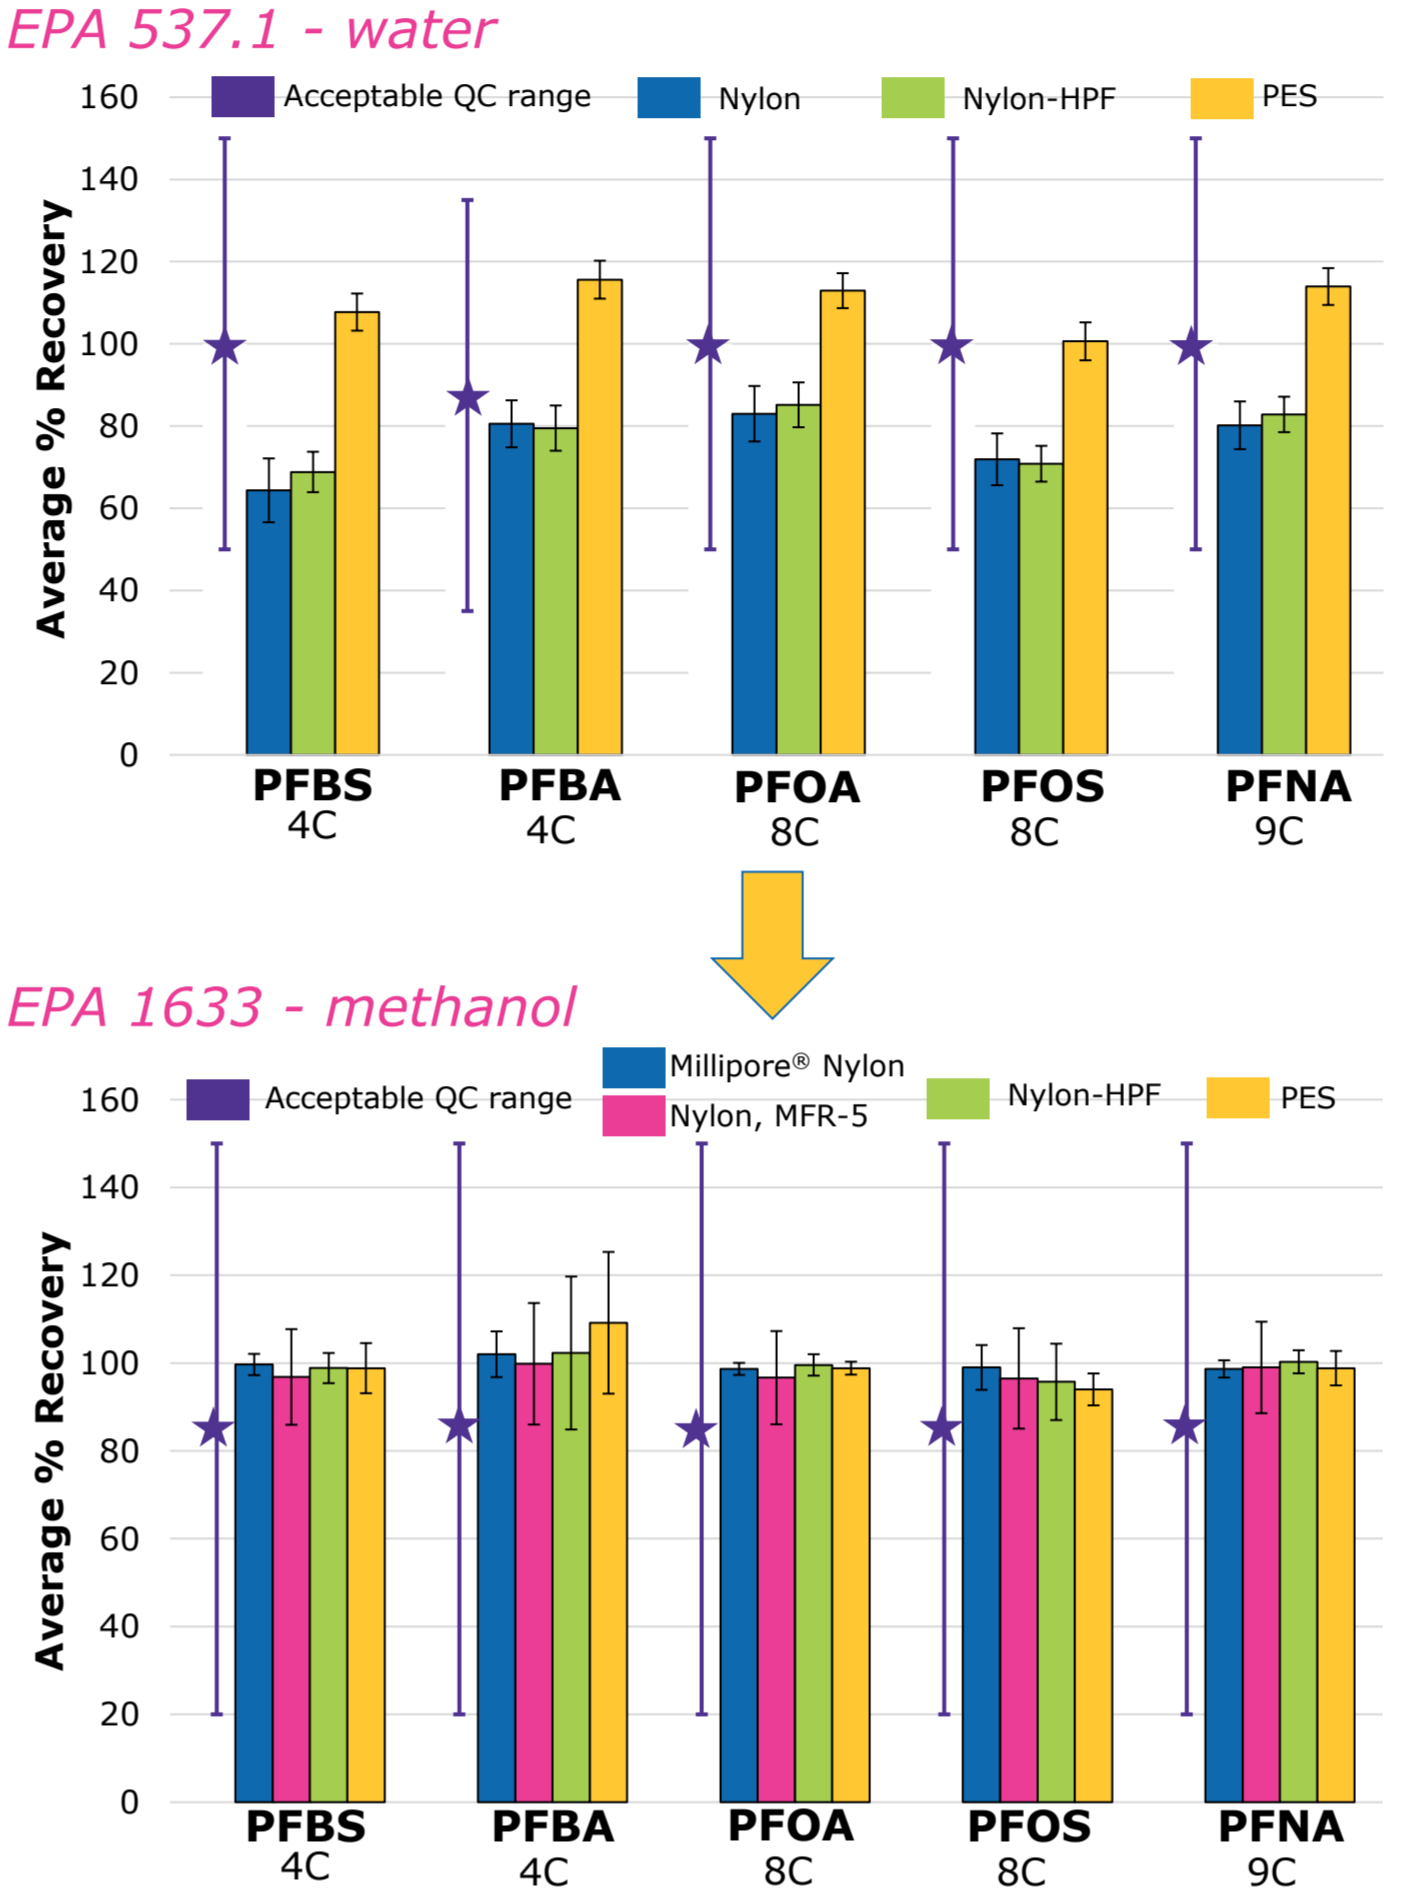 EPA 537.1 - water
Acceptable QC range Nylon Nylon-HPF PES
160
140
120
100
80
60
40
20
0
Average % Recovery
PFBS PFBA PFOA PFOS PFNA
4C 4C 8C 8C 9C
EPA 1633 - methanol
Acceptable QC range Millipore® Nylon Nylon, MFR-5 Nylon-HPF PES
160
140
120
100
80
60
40
20
0
Average % Recovery
PFBS PFBA PFOA PFOS PFNA
4C 4C 8C 8C 9C